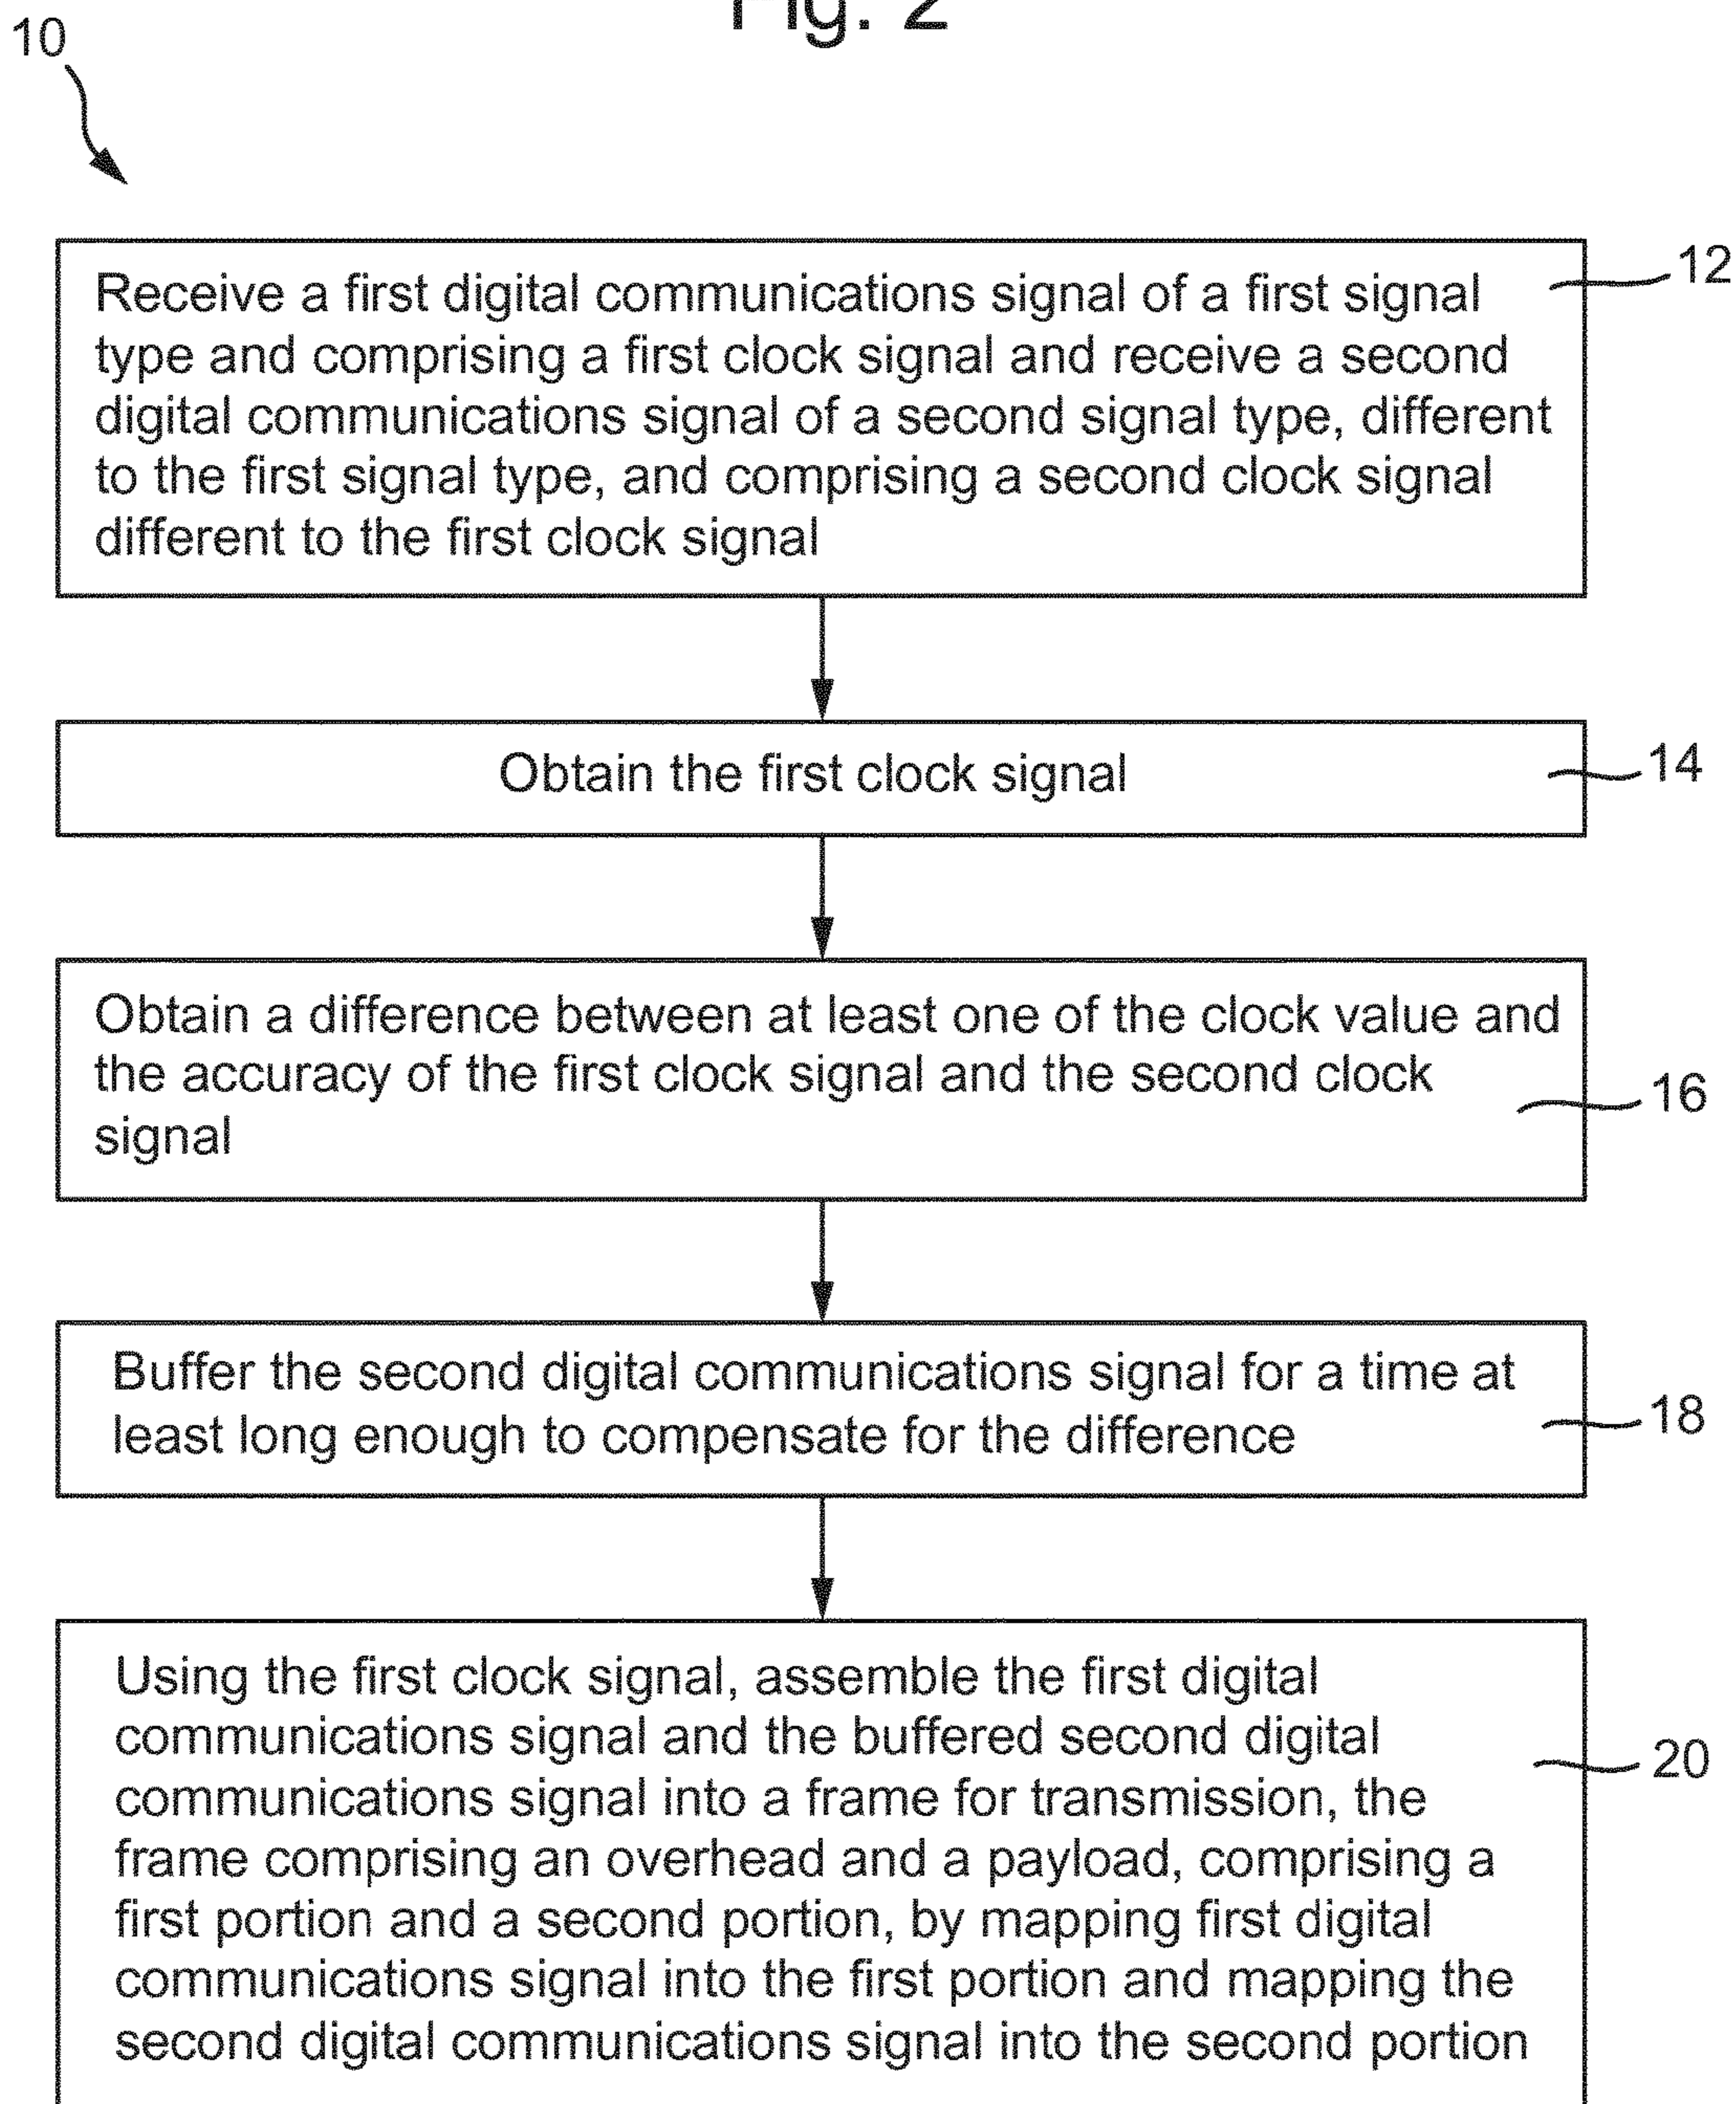 Fig. 2
10
Receive a first digital communications signal of a first signal
type and comprising a first clock signal and receive a second
digital communications signal of a second signal type, different
to the first signal type, and comprising a second clock signal
different to the first clock signal
12
Obtain the first clock signal
14
Obtain a difference between at least one of the clock value and
the accuracy of the first clock signal and the second clock
signal
16
Buffer the second digital communications signal for a time at
least long enough to compensate for the difference
18
Using the first clock signal, assemble the first digital
communications signal and the buffered second digital
communications signal into a frame for transmission, the
frame comprising an overhead and a payload, comprising a
first portion and a second portion, by mapping first digital
communications signal into the first portion and mapping the
second digital communications signal into the second portion
20